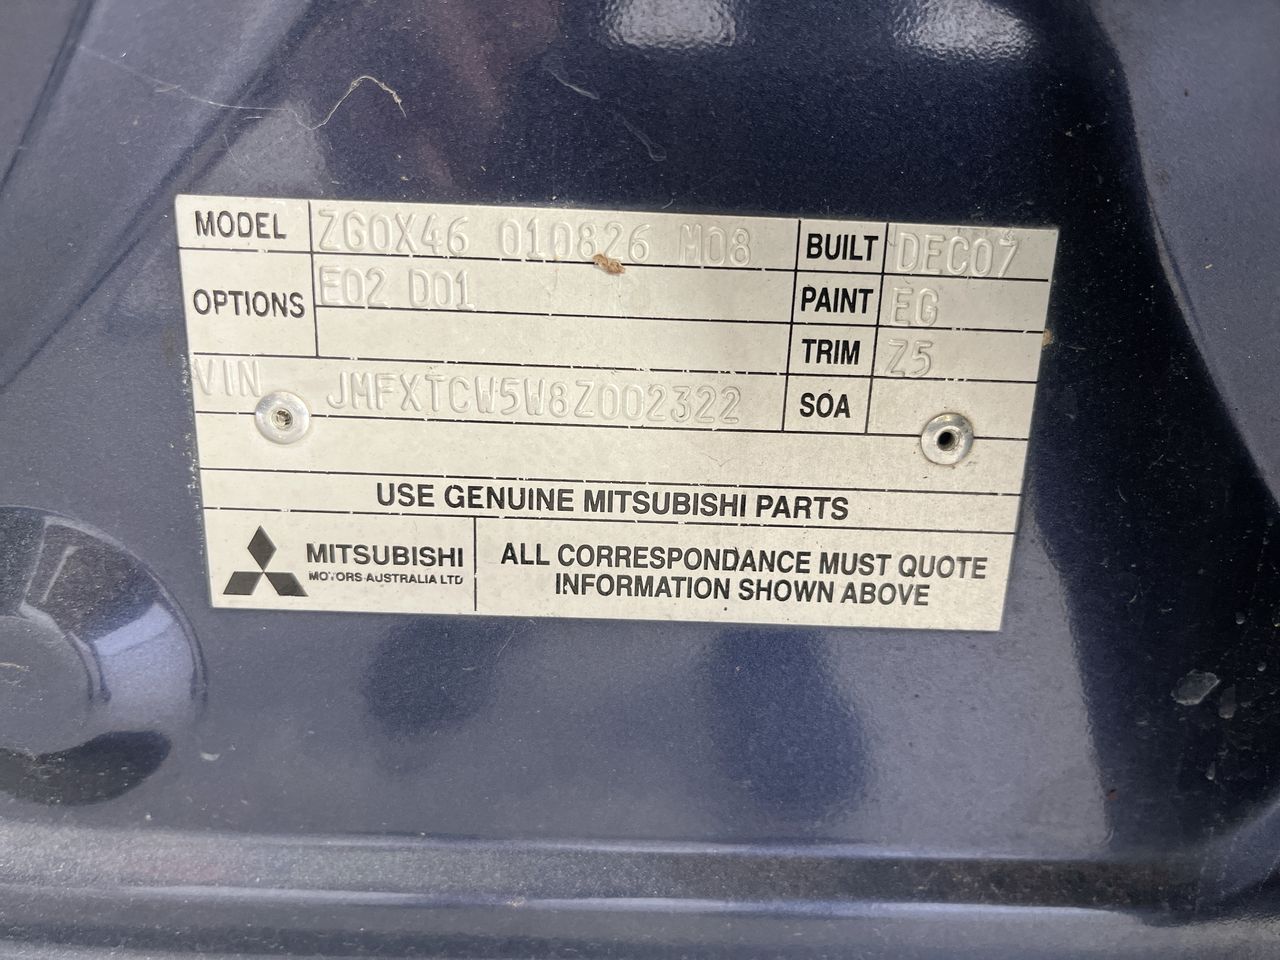 MODEL ZG0X46 010826 M08 BUILT DEC07
OPTIONS E02 D01 PAINT EG
TRIM Z5
VIN JMFXTCW5W8Z002322 SOA
USE GENUINE MITSUBISHI PARTS
MITSUBISHI
MOTORS AUSTRALIA LTD
ALL CORRESPONDANCE MUST QUOTE
INFORMATION SHOWN ABOVE